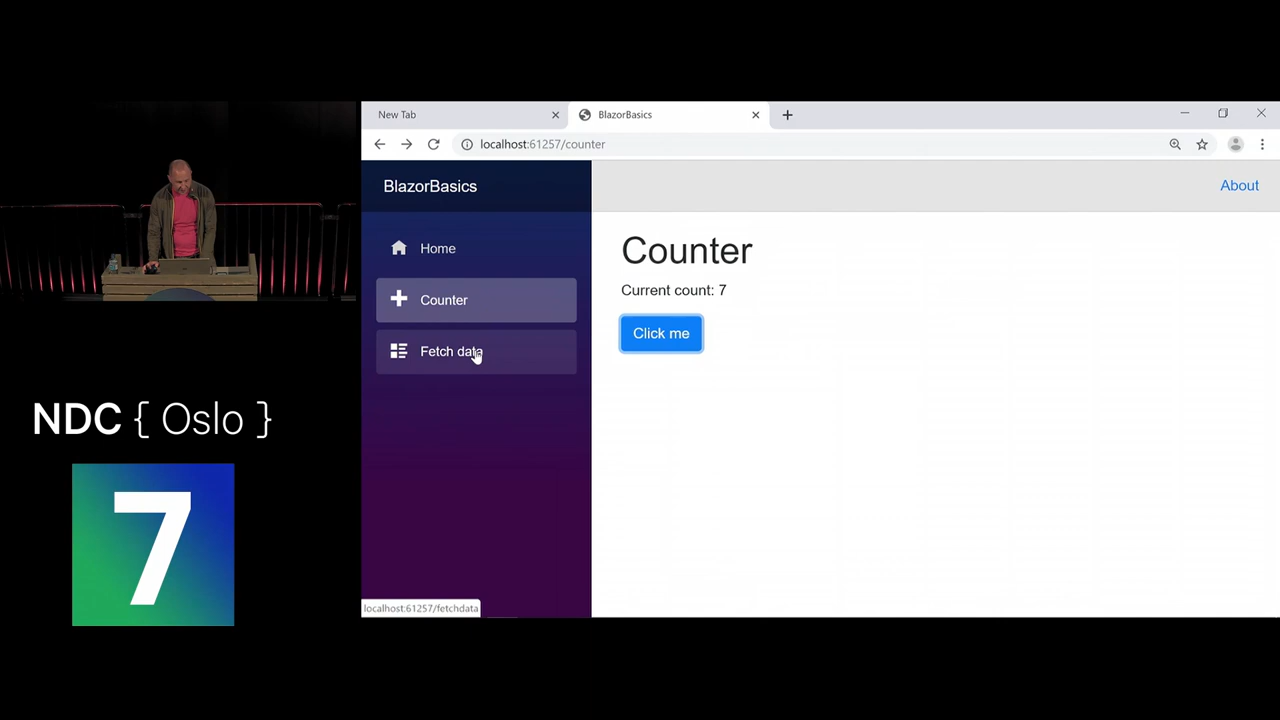 New Tab
BlazorBasics
localhost:61257/counter
BlazorBasics
About
Home
Counter
Fetch data
Counter
Current count: 7
Click me
localhost:61257/fetchdata
NDC { Oslo }
7